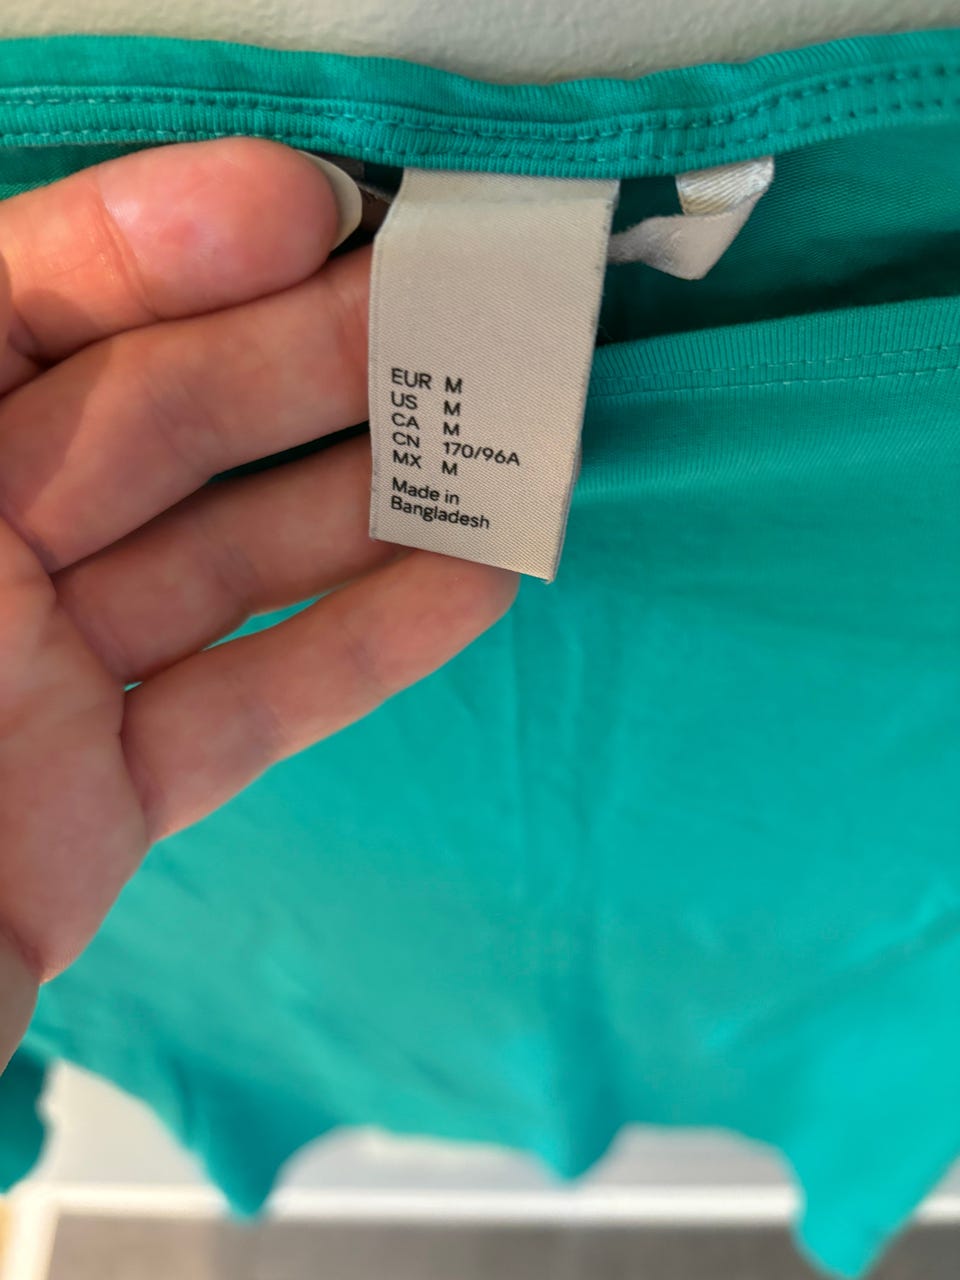 EUR M
US M
CA M
CN 170/96A
MX M
Made in
Bangladesh